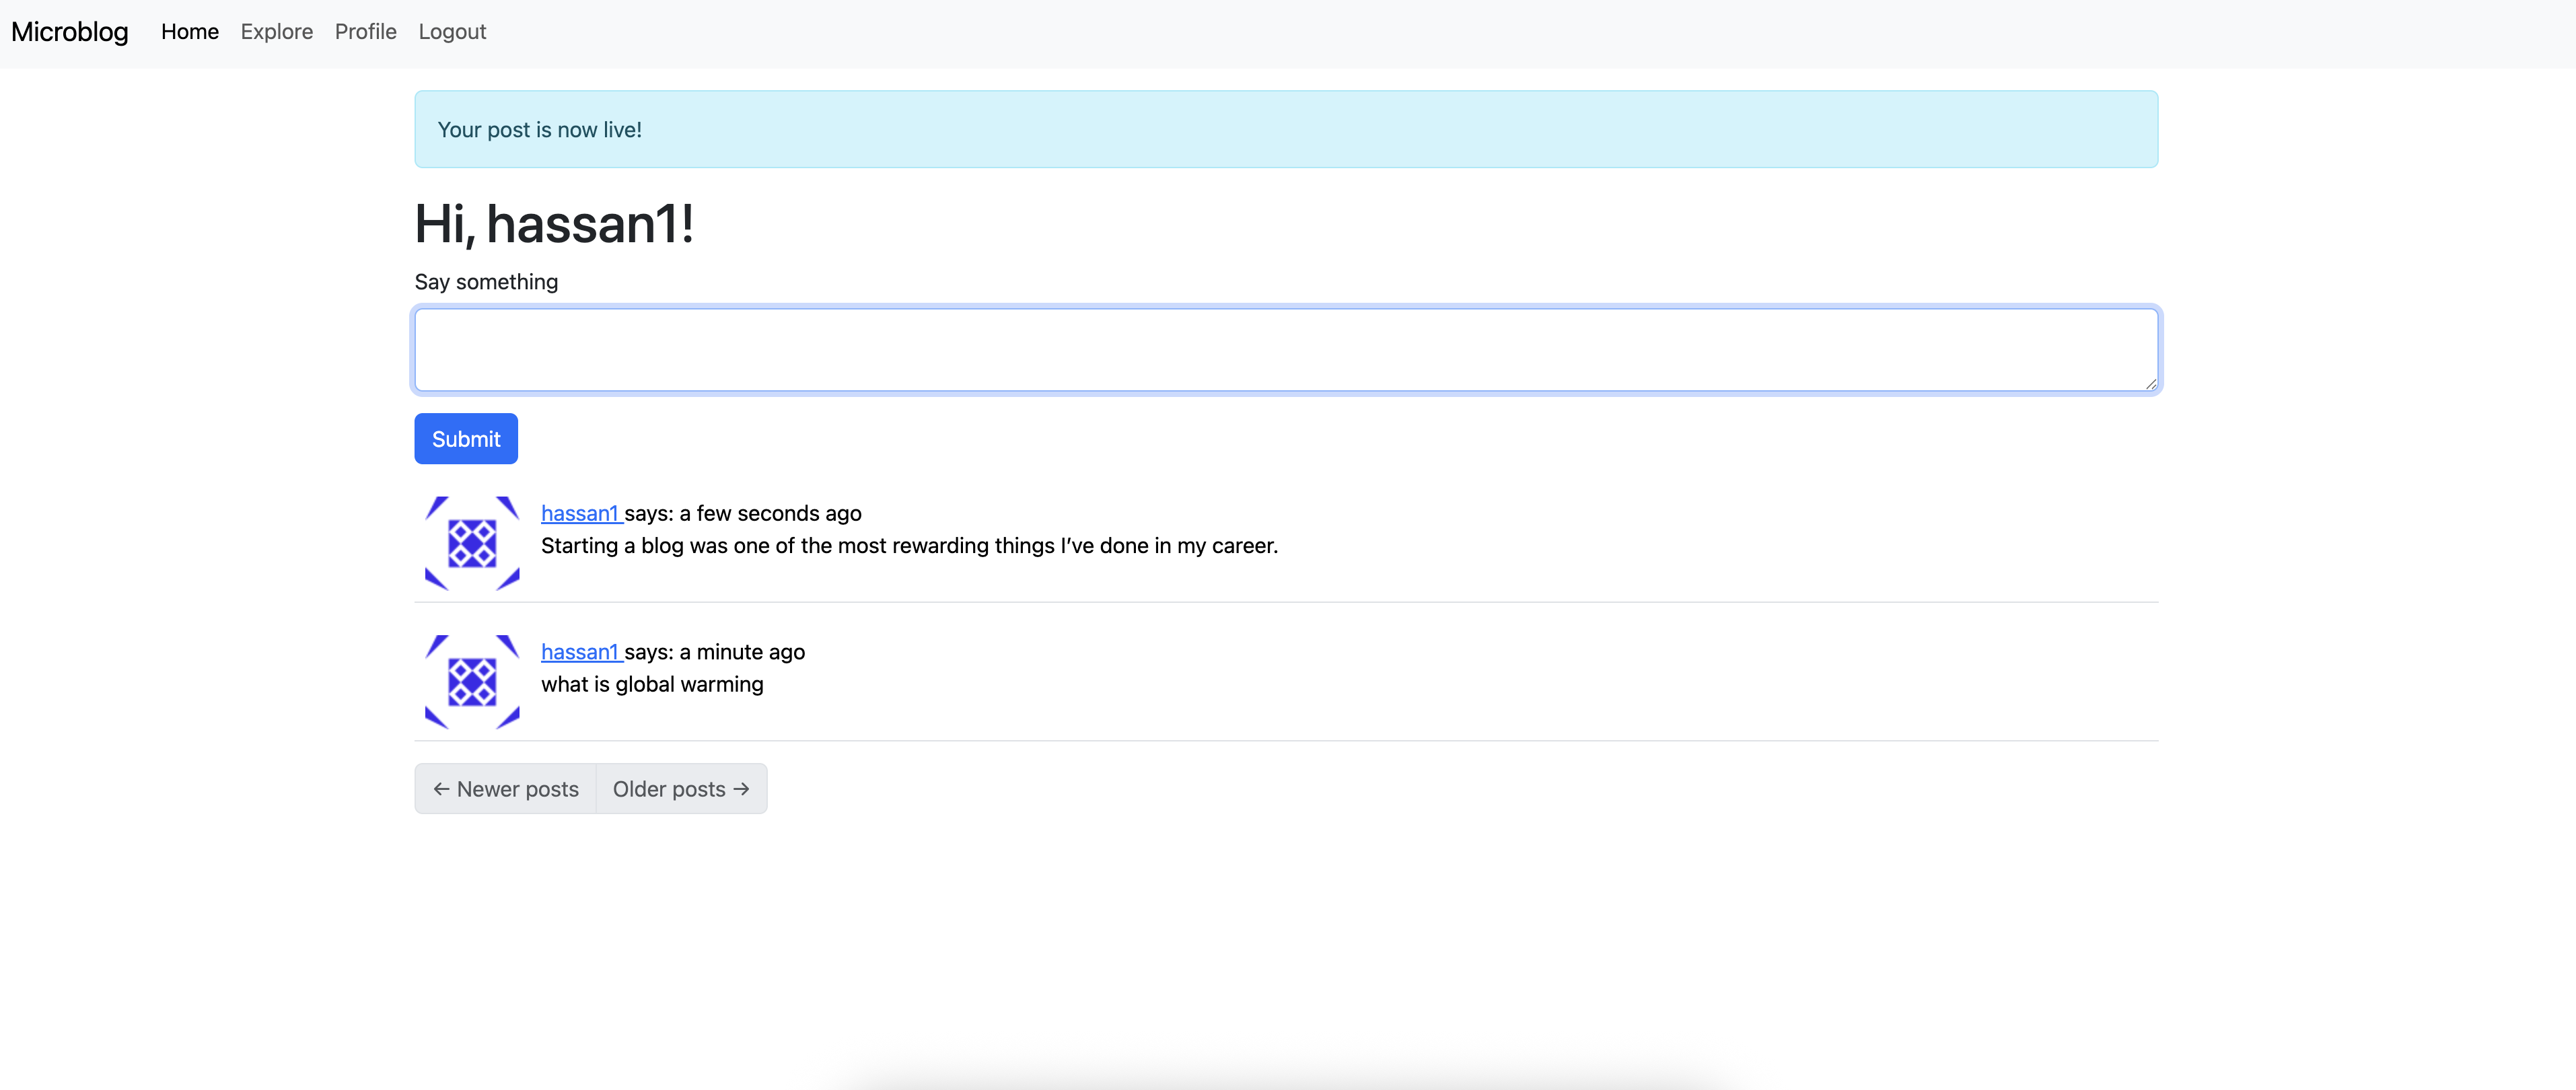 Microblog Home Explore Profile Logout
Your post is now live!
Hi, hassan1!
Say something
Submit
hassan1 says: a few seconds ago
Starting a blog was one of the most rewarding things I’ve done in my career.
hassan1 says: a minute ago
what is global warming
← Newer posts Older posts →